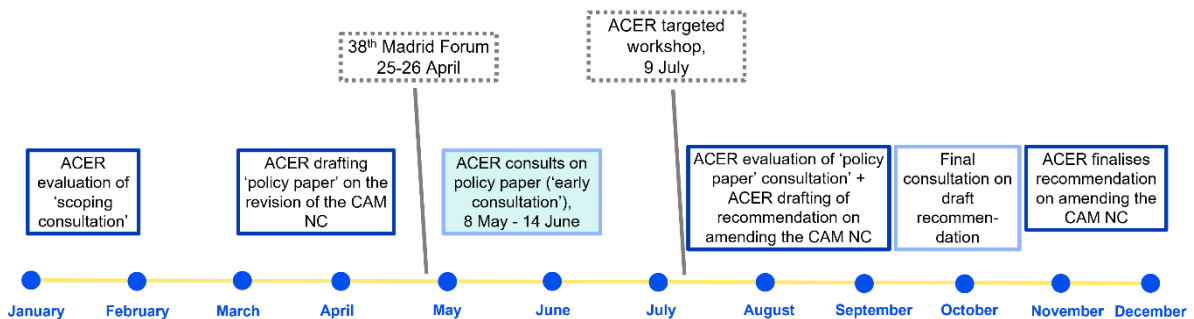 38th Madrid Forum
25-26 April
ACER targeted
workshop,
9 July
ACER
evaluation of
‘scoping
consultation’
ACER drafting
‘policy paper’ on the
revision of the CAM
NC
ACER consults on
policy paper (‘early
consultation’),
8 May - 14 June
ACER evaluation of ‘policy
paper’ consultation’ +
ACER drafting of
recommendation on
amending the CAM NC
Final
consultation on
draft
recommen-
dation
ACER finalises
recommendation
on amending the
CAM NC
January
February
March
April
May
June
July
August
September
October
November
December